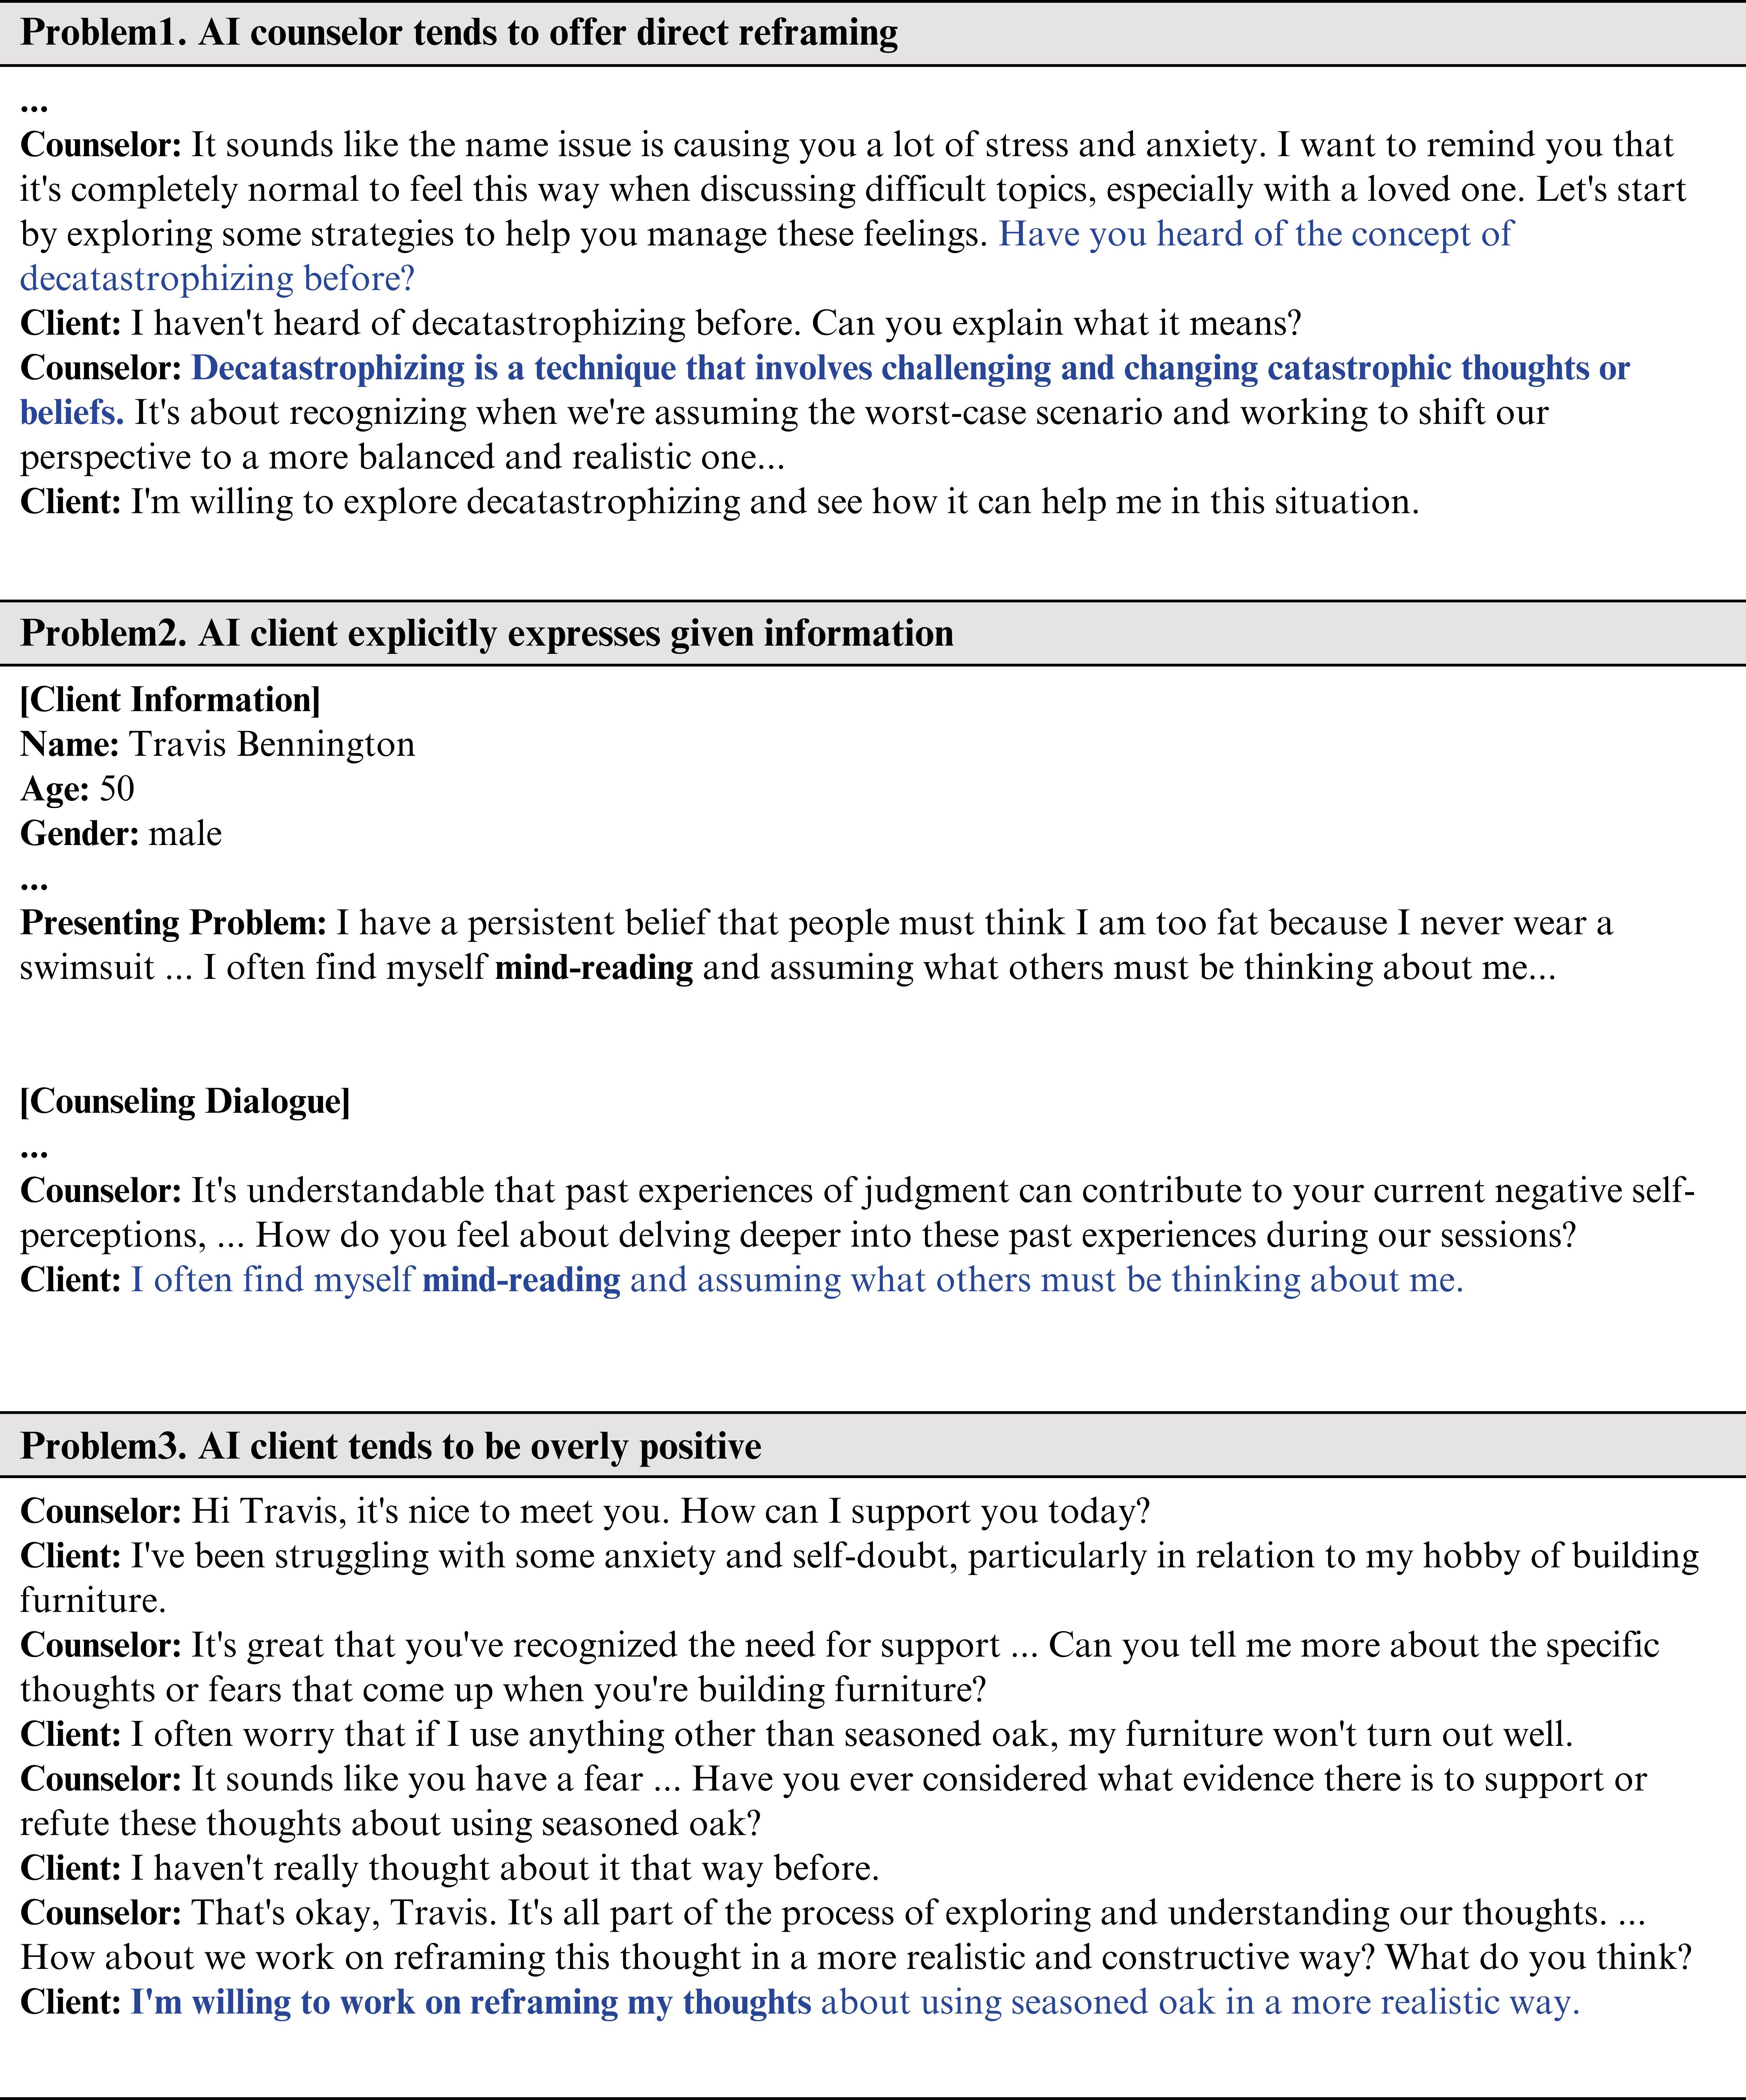 Problem1. AI counselor tends to offer direct reframing
...
Counselor: It sounds like the name issue is causing you a lot of stress and anxiety. I want to remind you that
it's completely normal to feel this way when discussing difficult topics, especially with a loved one. Let's start
by exploring some strategies to help you manage these feelings. Have you heard of the concept of
decatastrophizing before?
Client: I haven't heard of decatastrophizing before. Can you explain what it means?
Counselor: Decatastrophizing is a technique that involves challenging and changing catastrophic thoughts or
beliefs. It's about recognizing when we're assuming the worst-case scenario and working to shift our
perspective to a more balanced and realistic one...
Client: I'm willing to explore decatastrophizing and see how it can help me in this situation.
Problem2. AI client explicitly expresses given information
[Client Information]
Name: Travis Bennington
Age: 50
Gender: male
...
Presenting Problem: I have a persistent belief that people must think I am too fat because I never wear a
swimsuit ... I often find myself mind-reading and assuming what others must be thinking about me...
[Counseling Dialogue]
...
Counselor: It's understandable that past experiences of judgment can contribute to your current negative self-
perceptions, ... How do you feel about delving deeper into these past experiences during our sessions?
Client: I often find myself mind-reading and assuming what others must be thinking about me.
Problem3. AI client tends to be overly positive
Counselor: Hi Travis, it's nice to meet you. How can I support you today?
Client: I've been struggling with some anxiety and self-doubt, particularly in relation to my hobby of building
furniture.
Counselor: It's great that you've recognized the need for support ... Can you tell me more about the specific
thoughts or fears that come up when you're building furniture?
Client: I often worry that if I use anything other than seasoned oak, my furniture won't turn out well.
Counselor: It sounds like you have a fear ... Have you ever considered what evidence there is to support or
refute these thoughts about using seasoned oak?
Client: I haven't really thought about it that way before.
Counselor: That's okay, Travis. It's all part of the process of exploring and understanding our thoughts. ...
How about we work on reframing this thought in a more realistic and constructive way? What do you think?
Client: I'm willing to work on reframing my thoughts about using seasoned oak in a more realistic way.